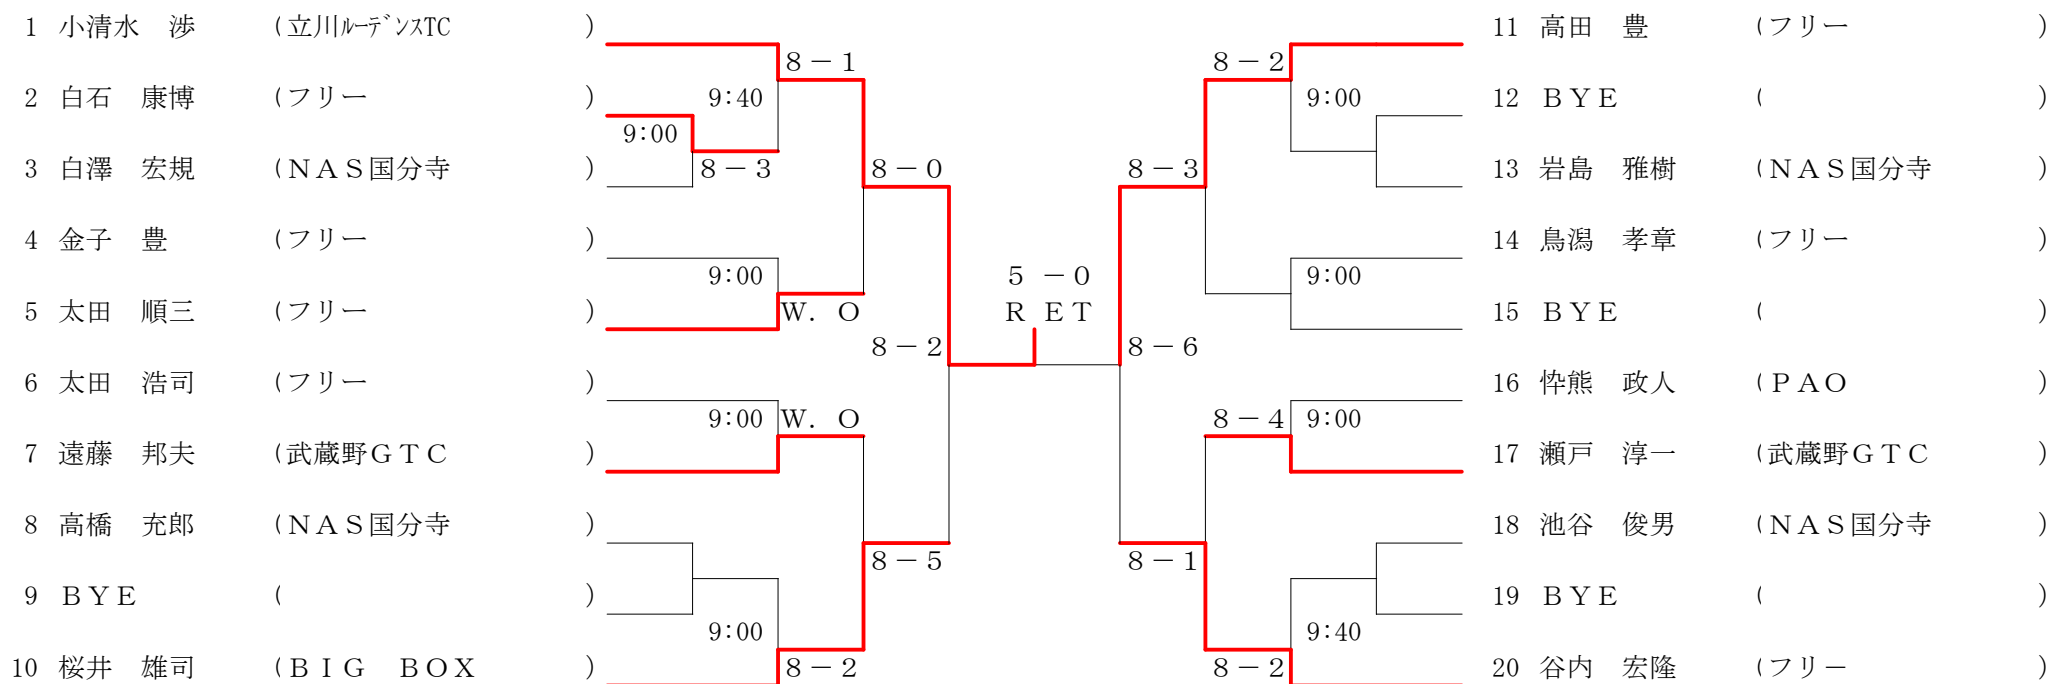 1 小清水　渉 (立川ﾙｰﾃﾞﾝｽTC )
2 白石　康博 (フリー )
3 白澤　宏規 (ＮＡＳ国分寺 )
4 金子　豊 (フリー )
5 太田　順三 (フリー )
6 太田　浩司 (フリー )
7 遠藤　邦夫 (武蔵野ＧＴＣ )
8 高橋　充郎 (ＮＡＳ国分寺 )
9 ＢＹＥ ( )
10 桜井　雄司 (ＢＩＧ　ＢＯＸ )
８－１
9:40
9:00
８－３
８－０
9:00
Ｗ．Ｏ
８－２
9:00
Ｗ．Ｏ
８－５
9:00
８－２
５ －０
ＲＥＴ
８－２
9:00
８－３
9:00
８－６
８－４
9:00
８－１
9:40
８－２
11 高田　豊 (フリー )
12 ＢＹＥ ( )
13 岩島　雅樹 (ＮＡＳ国分寺 )
14 鳥潟　孝章 (フリー )
15 ＢＹＥ ( )
16 忰熊　政人 (ＰＡＯ )
17 瀬戸　淳一 (武蔵野ＧＴＣ )
18 池谷　俊男 (ＮＡＳ国分寺 )
19 ＢＹＥ ( )
20 谷内　宏隆 (フリー )